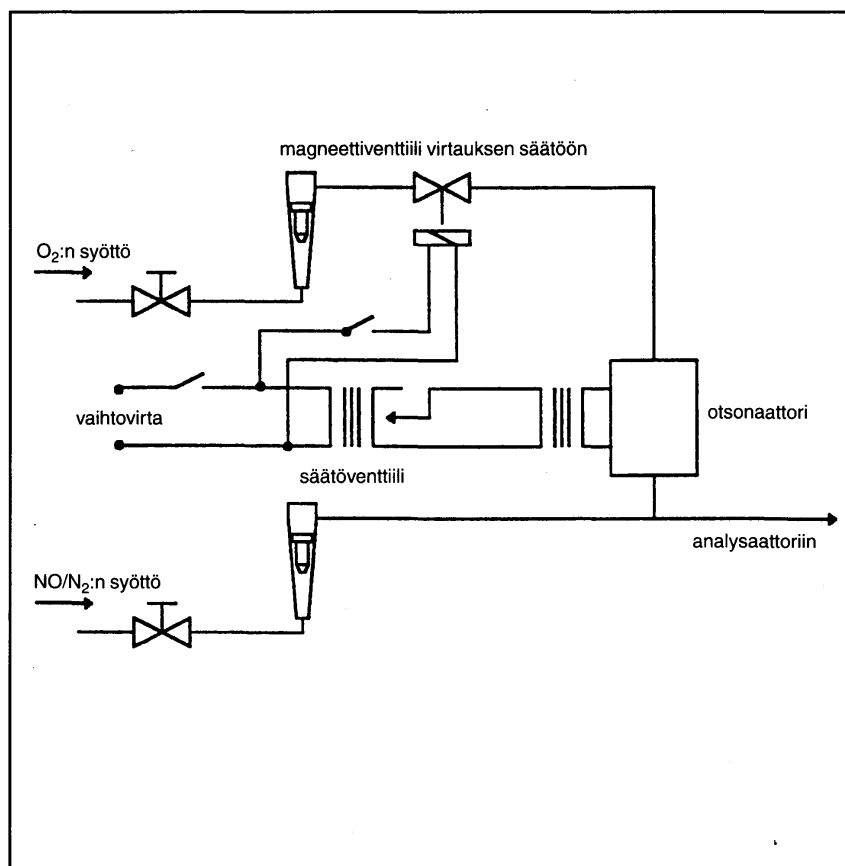 magneettiventtiili virtauksen säätöön
O₂:n syöttö
vaihtovirta
otsonaattori
säätöventtiili
analysaattoriin
NO/N₂:n syöttö